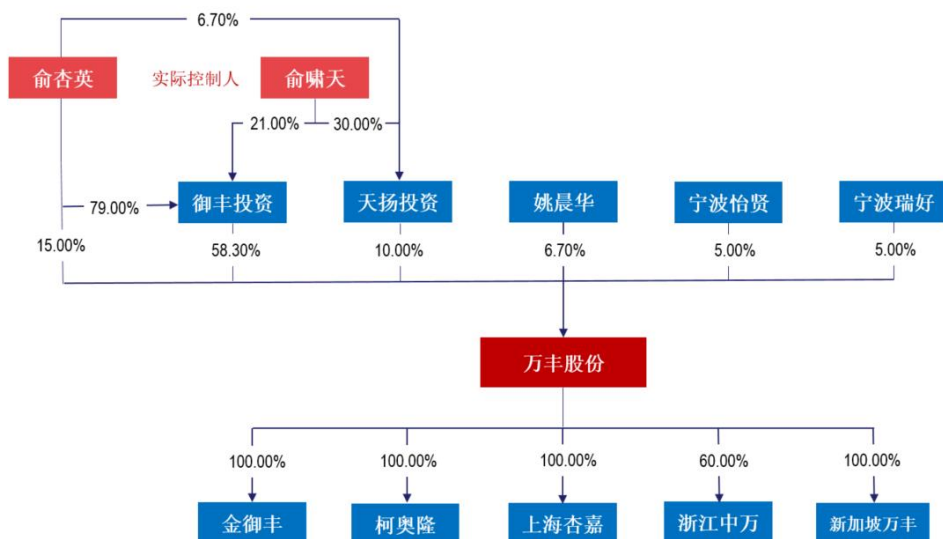 6.70%
俞杏英
实际控制人
俞啸天
21.00%
30.00%
79.00%
御丰投资
天扬投资
姚晨华
宁波怡贤
宁波瑞好
15.00%
58.30%
10.00%
6.70%
5.00%
5.00%
万丰股份
100.00%
100.00%
100.00%
60.00%
100.00%
金御丰
柯奥隆
上海杏嘉
浙江中万
新加坡万丰